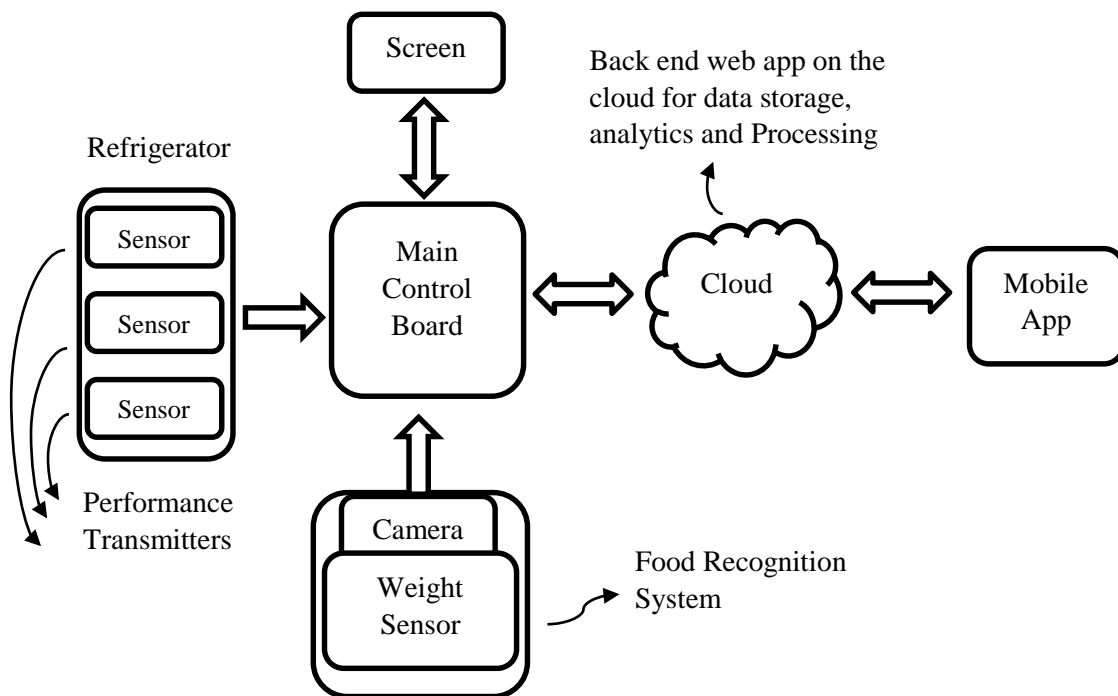 Screen
Back end web app on the
cloud for data storage,
analytics and Processing
Refrigerator
Sensor
Sensor
Sensor
Main
Control
Board
Cloud
Mobile
App
Performance
Transmitters
Camera
Weight
Sensor
Food Recognition
System